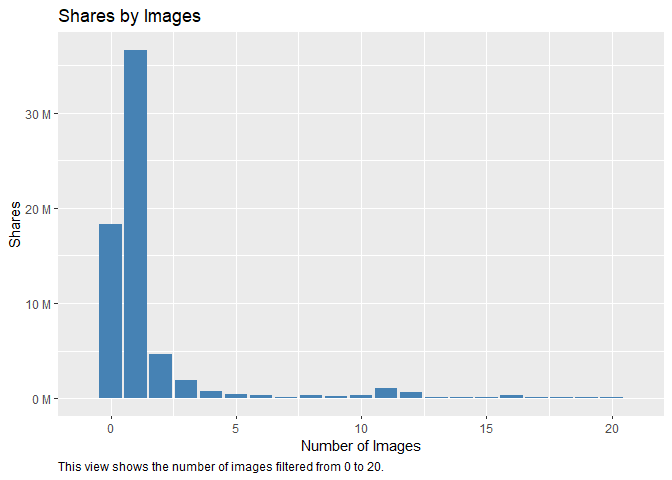 Shares by Images
30 M
20 M
10 M
0 M
Shares
0 5 10 15 20
Number of Images
This view shows the number of images filtered from 0 to 20.